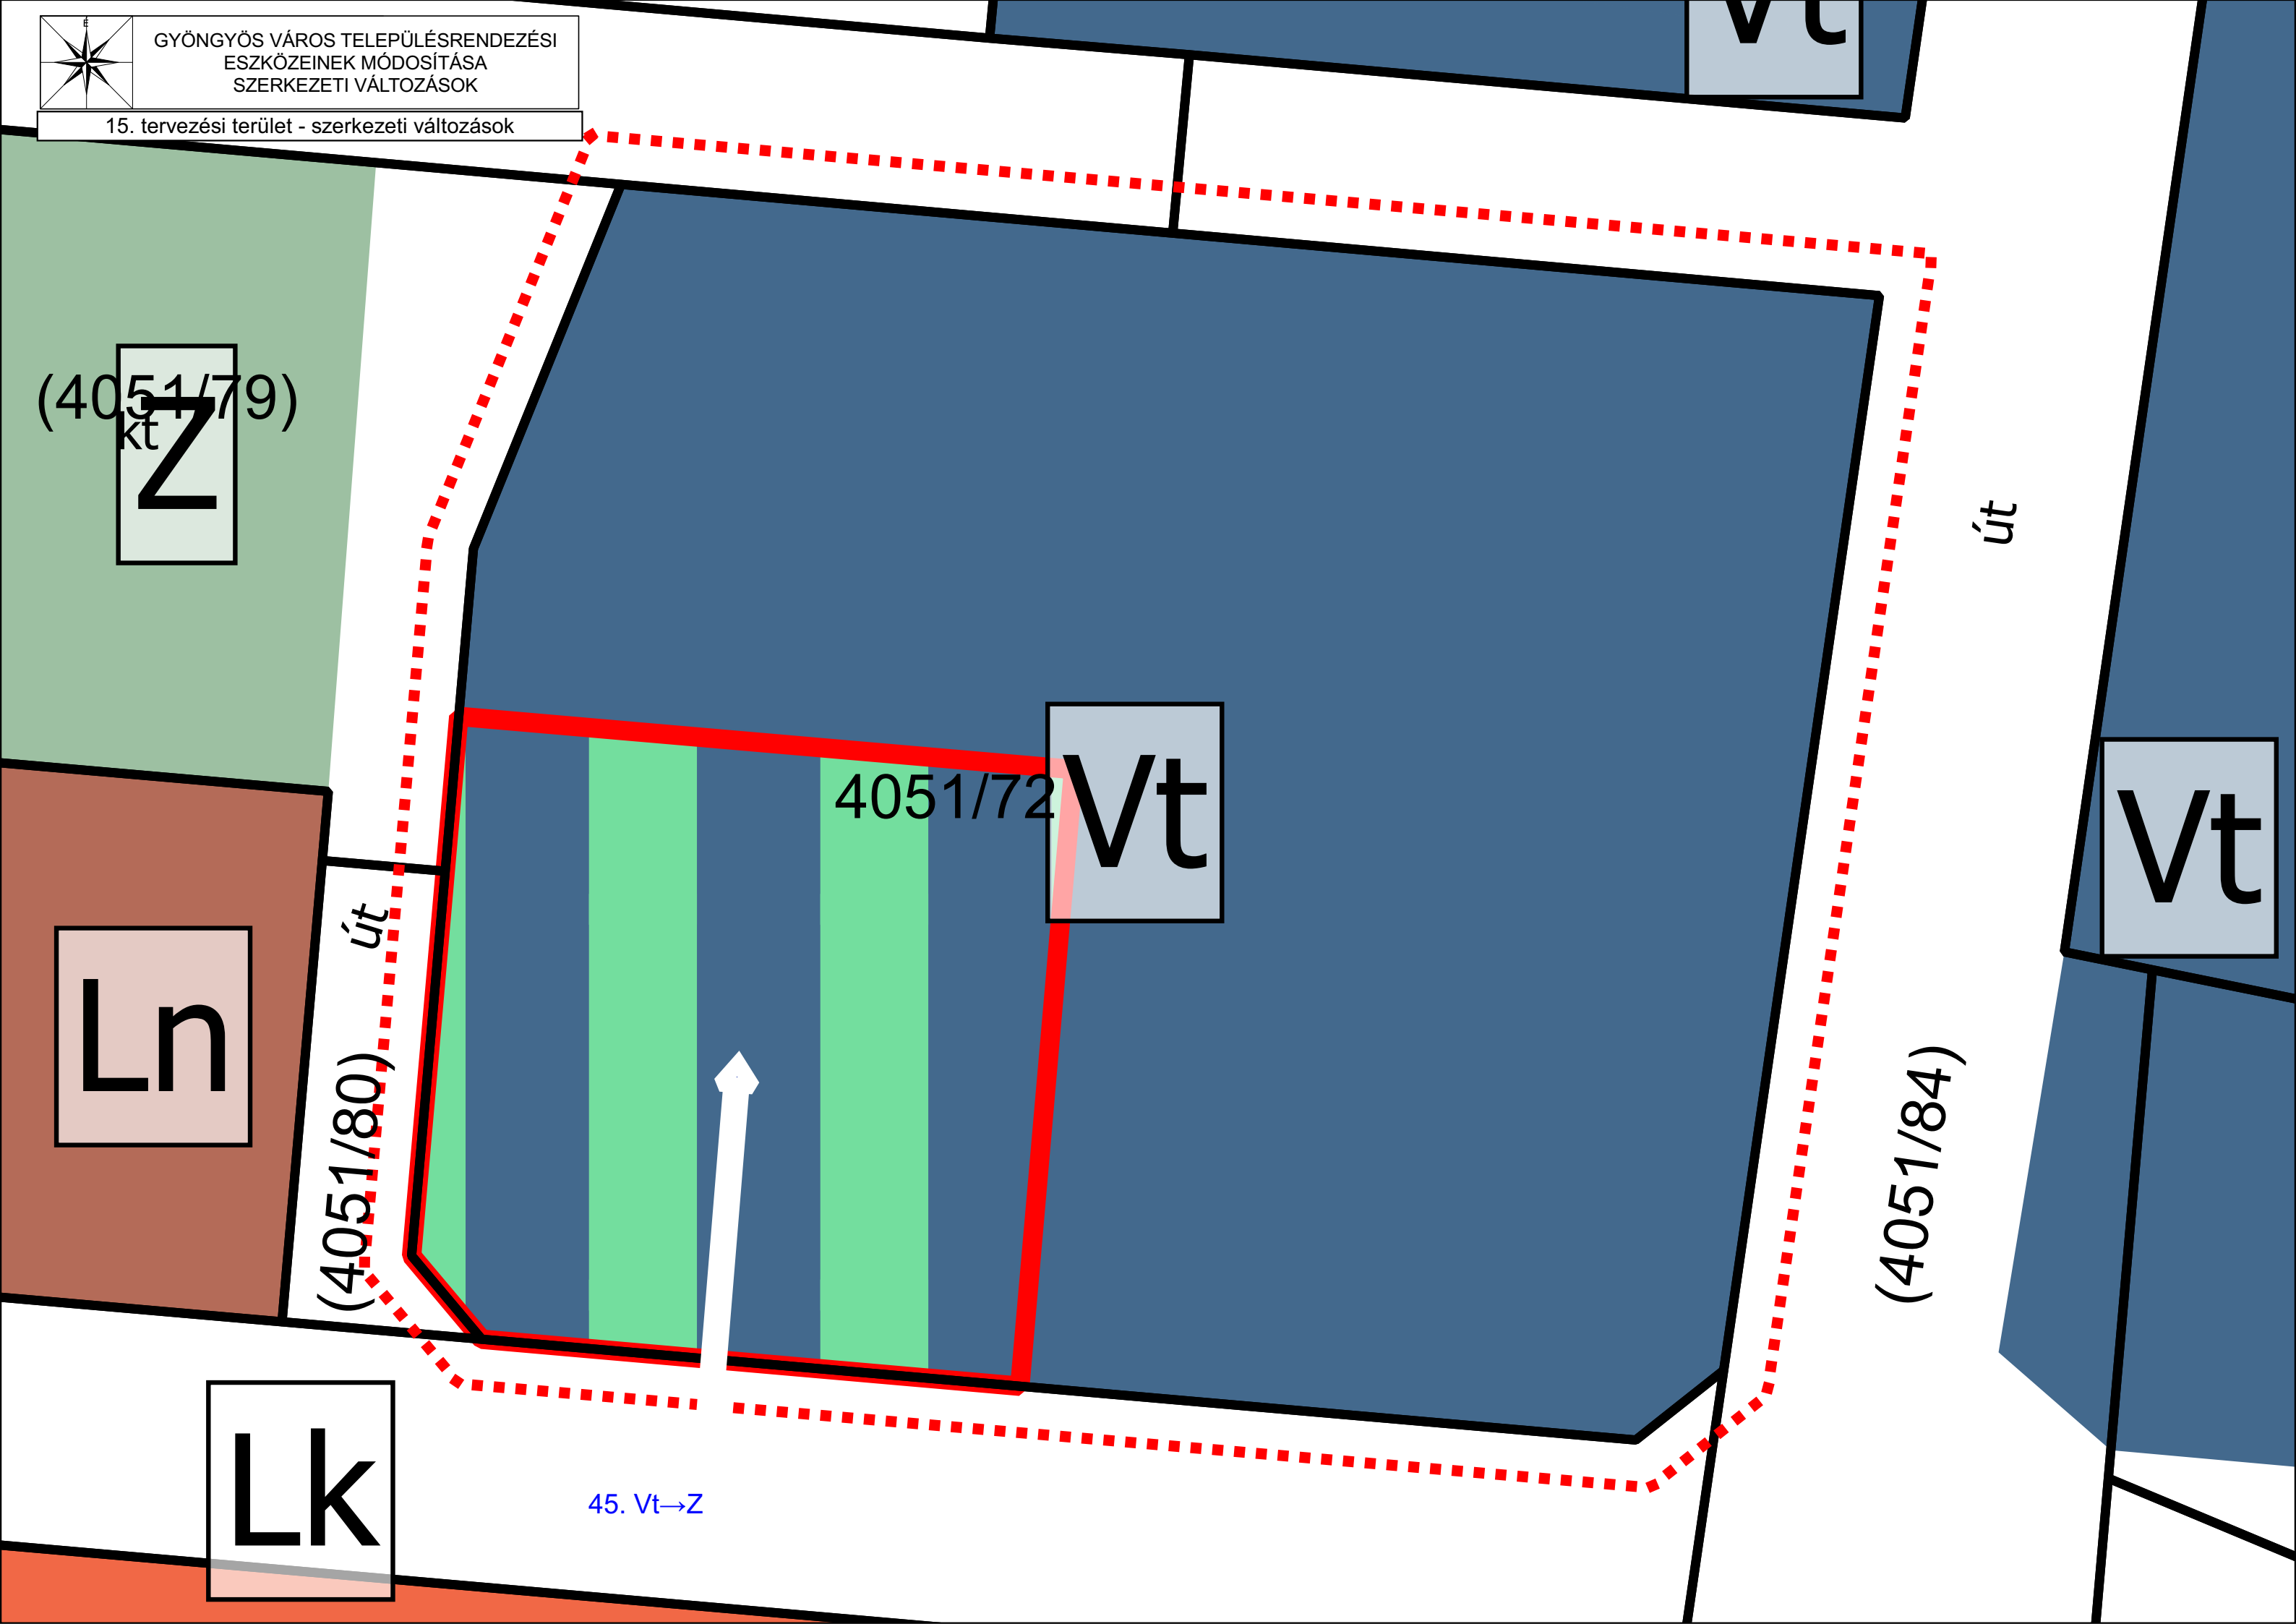 É
GYÖNGYÖS VÁROS TELEPÜLÉSRENDEZÉSI
ESZKÖZEINEK MÓDOSÍTÁSA
SZERKEZETI VÁLTOZÁSOK
15. tervezési terület - szerkezeti változások
Vt
(4051/79)
kt
Z
út
4051/72
Vt
Vt
út
Ln
(4051/80)
(4051/84)
Lk
45. Vt→Z